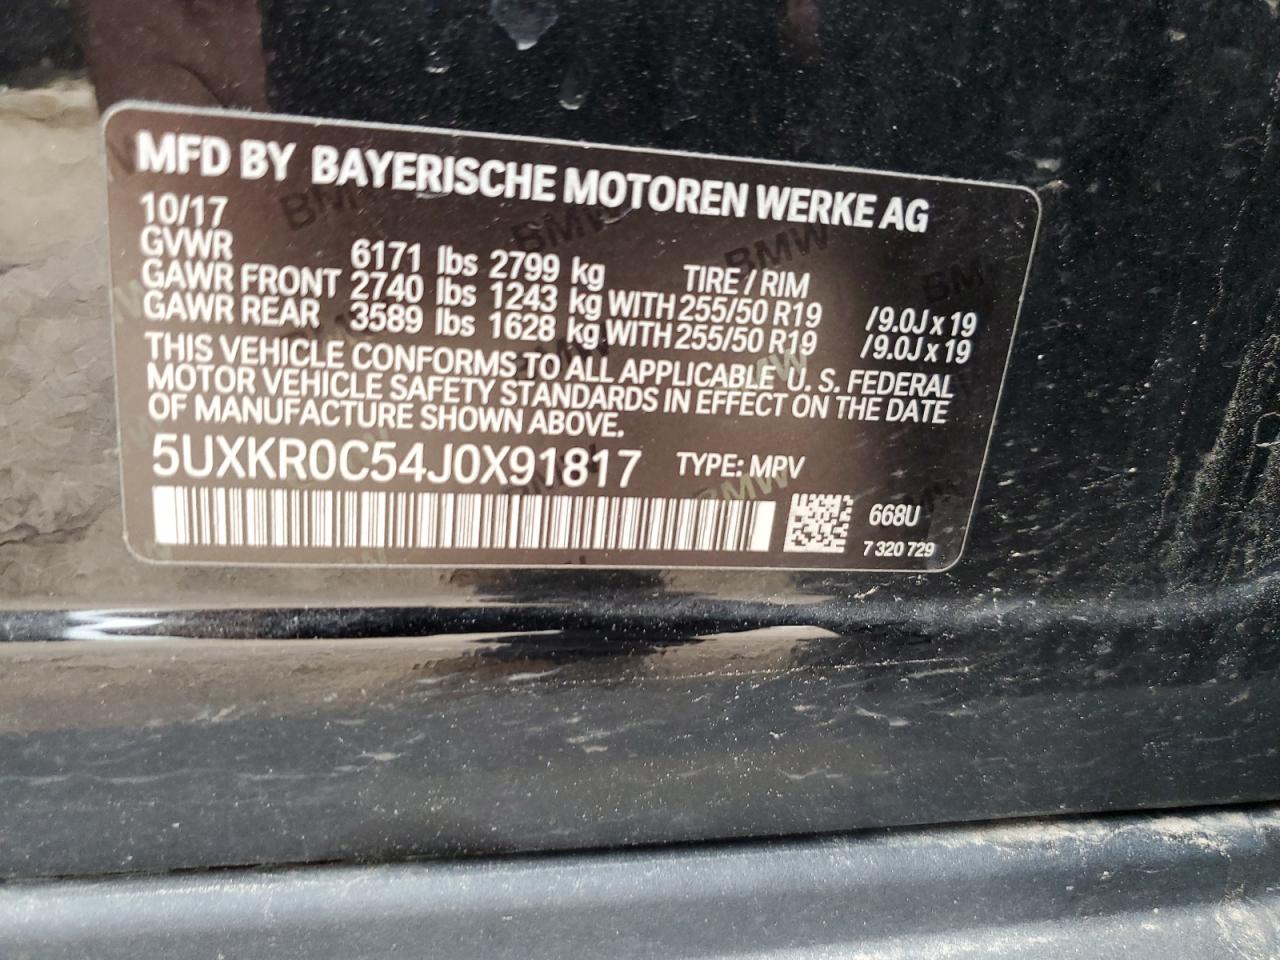 MFD BY BAYERISCHE MOTOREN WERKE AG
10/17
GVWR 6171 lbs 2799 kg TIRE / RIM
GAWR FRONT 2740 lbs 1243 kg WITH 255/50 R19 /9.0J x 19
GAWR REAR 3589 lbs 1628 kg WITH 255/50 R19 /9.0J x 19
THIS VEHICLE CONFORMS TO ALL APPLICABLE U. S. FEDERAL
MOTOR VEHICLE SAFETY STANDARDS IN EFFECT ON THE DATE
OF MANUFACTURE SHOWN ABOVE.
5UXKR0C54J0X91817 TYPE: MPV
668U
7 320 729